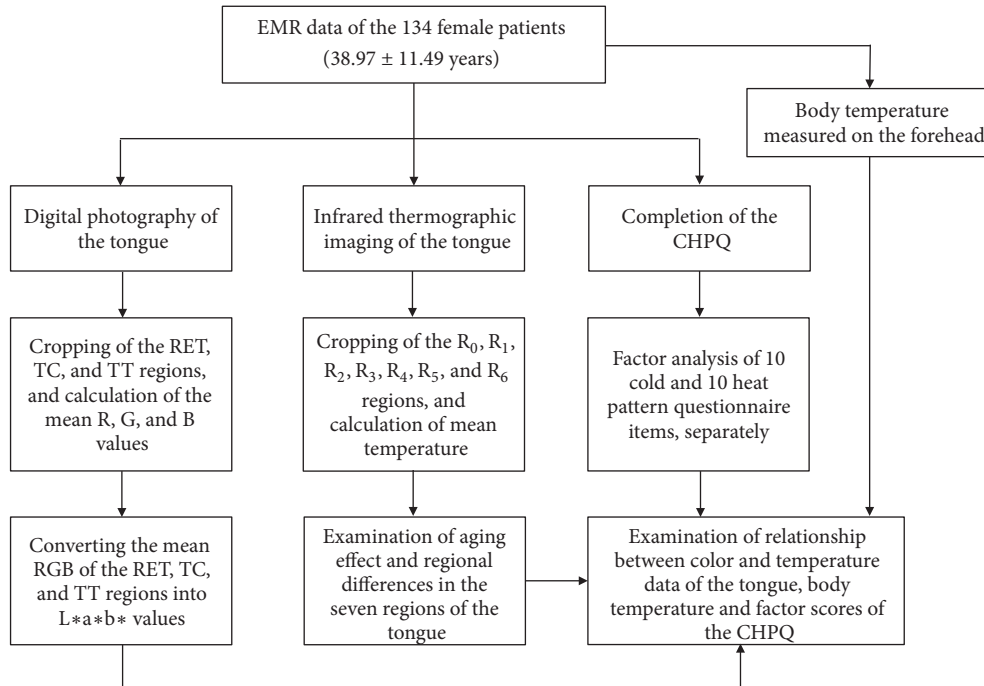 EMR data of the 134 female patients
(38.97 ± 11.49 years)
Body temperature
measured on the forehead
Digital photography of
the tongue
Infrared thermographic
imaging of the tongue
Completion of the
CHPQ
Cropping of the RET,
TC, and TT regions,
and calculation of the
mean R, G, and B
values
Cropping of the R₀, R₁,
R₂, R₃, R₄, R₅, and R₆
regions, and
calculation of mean
temperature
Factor analysis of 10
cold and 10 heat
pattern questionnaire
items, separately
Converting the mean
RGB of the RET, TC,
and TT regions into
L∗a∗b∗ values
Examination of aging
effect and regional
differences in the
seven regions of the
tongue
Examination of relationship
between color and temperature
data of the tongue, body
temperature and factor scores of
the CHPQ